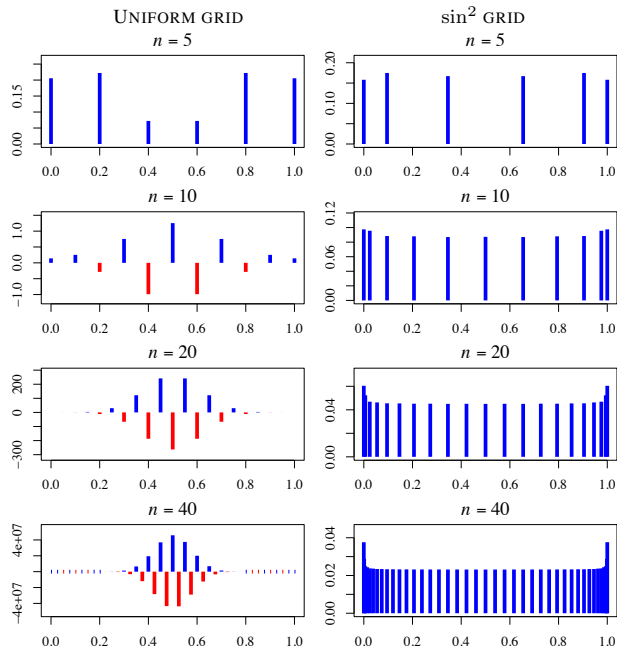 UNIFORM GRID sin² GRID
n = 5 n = 5
0.00 0.15 0.00 0.10 0.20
0.0 0.2 0.4 0.6 0.8 1.0 0.0 0.2 0.4 0.6 0.8 1.0
n = 10 n = 10
−1.0 0.0 1.0 0.00 0.06 0.12
0.0 0.2 0.4 0.6 0.8 1.0 0.0 0.2 0.4 0.6 0.8 1.0
n = 20 n = 20
−300 0 200 0.00 0.04
0.0 0.2 0.4 0.6 0.8 1.0 0.0 0.2 0.4 0.6 0.8 1.0
n = 40 n = 40
−4e+07 4e+07 0.00 0.02 0.04
0.0 0.2 0.4 0.6 0.8 1.0 0.0 0.2 0.4 0.6 0.8 1.0